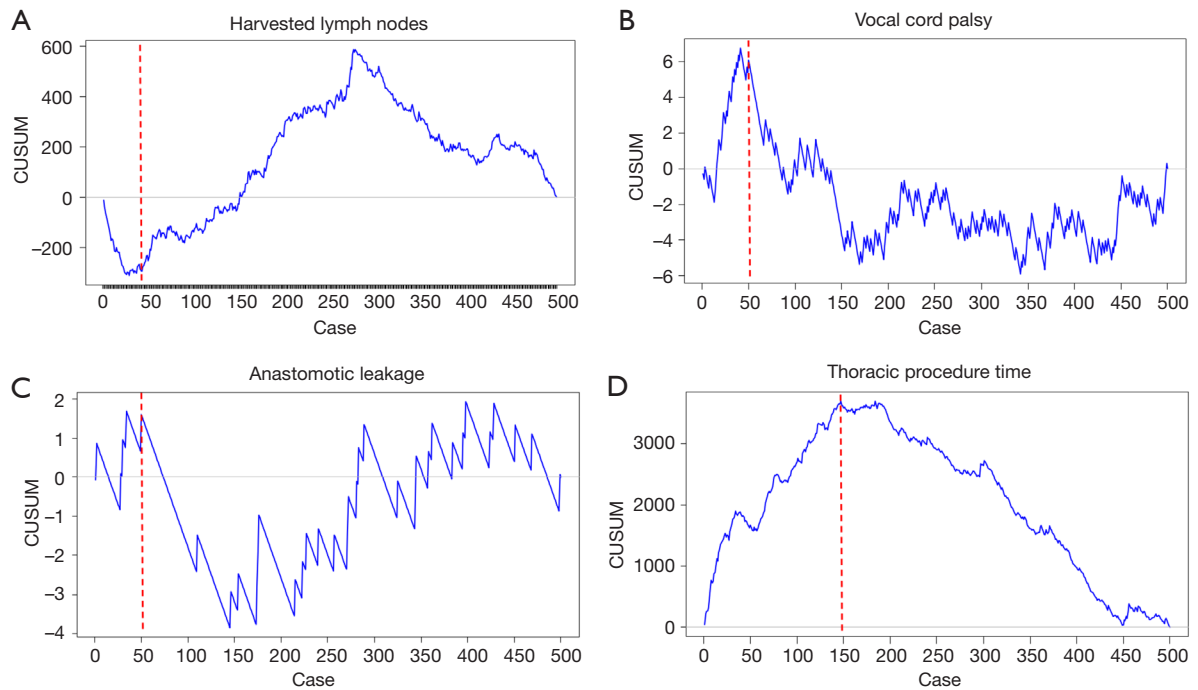 A
Harvested lymph nodes
600
400
200
0
−200
CUSUM
0 50 100 150 200 250 300 350 400 450 500
Case
B
Vocal cord palsy
6
4
2
0
−2
−4
−6
CUSUM
0 50 100 150 200 250 300 350 400 450 500
Case
C
Anastomotic leakage
2
1
0
−1
−2
−3
−4
CUSUM
0 50 100 150 200 250 300 350 400 450 500
Case
D
Thoracic procedure time
3000
2000
1000
0
CUSUM
0 50 100 150 200 250 300 350 400 450 500
Case